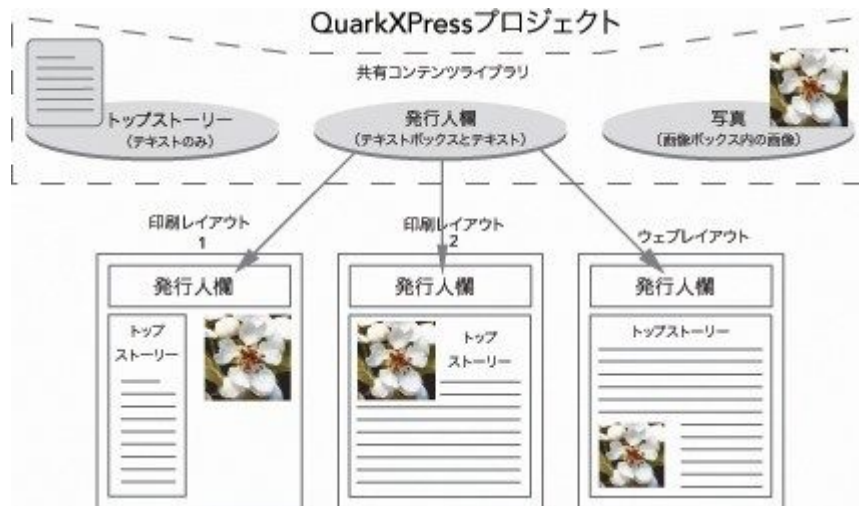 QuarkXPressプロジェクト
共有コンテンツライブラリ
トップストーリー
(テキストのみ)
発行人欄
(テキストボックスとテキスト)
写真
(画像ボックス内の画像)
印刷レイアウト
1
印刷レイアウト
2
ウェブレイアウト
発行人欄
トップ
ストーリー
発行人欄
トップ
ストーリー
発行人欄
トップストーリー